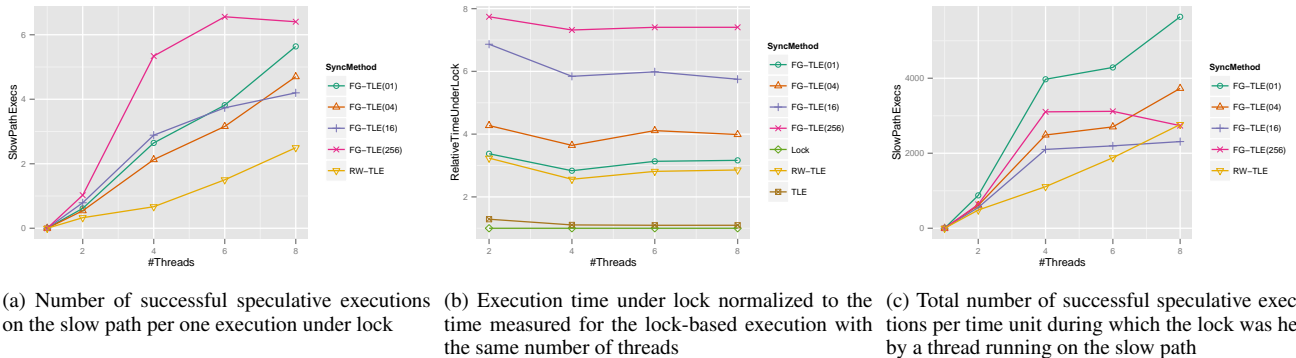 6
4
2
0
SlowPathExecs
2
4
6
8
#Threads
SyncMethod
FG−TLE(01)
FG−TLE(04)
FG−TLE(16)
FG−TLE(256)
RW−TLE
8
6
4
2
RelativeTimeUnderLock
2
3
4
5
6
7
8
#Threads
SyncMethod
FG−TLE(01)
FG−TLE(04)
FG−TLE(16)
FG−TLE(256)
Lock
RW−TLE
TLE
4000
2000
0
SlowPathExecs
2
4
6
8
#Threads
SyncMethod
FG−TLE(01)
FG−TLE(04)
FG−TLE(16)
FG−TLE(256)
RW−TLE
(a) Number of successful speculative executions
on the slow path per one execution under lock
(b) Execution time under lock normalized to the
time measured for the lock-based execution with
the same number of threads
(c) Total number of successful speculative exec
tions per time unit during which the lock was he
by a thread running on the slow path